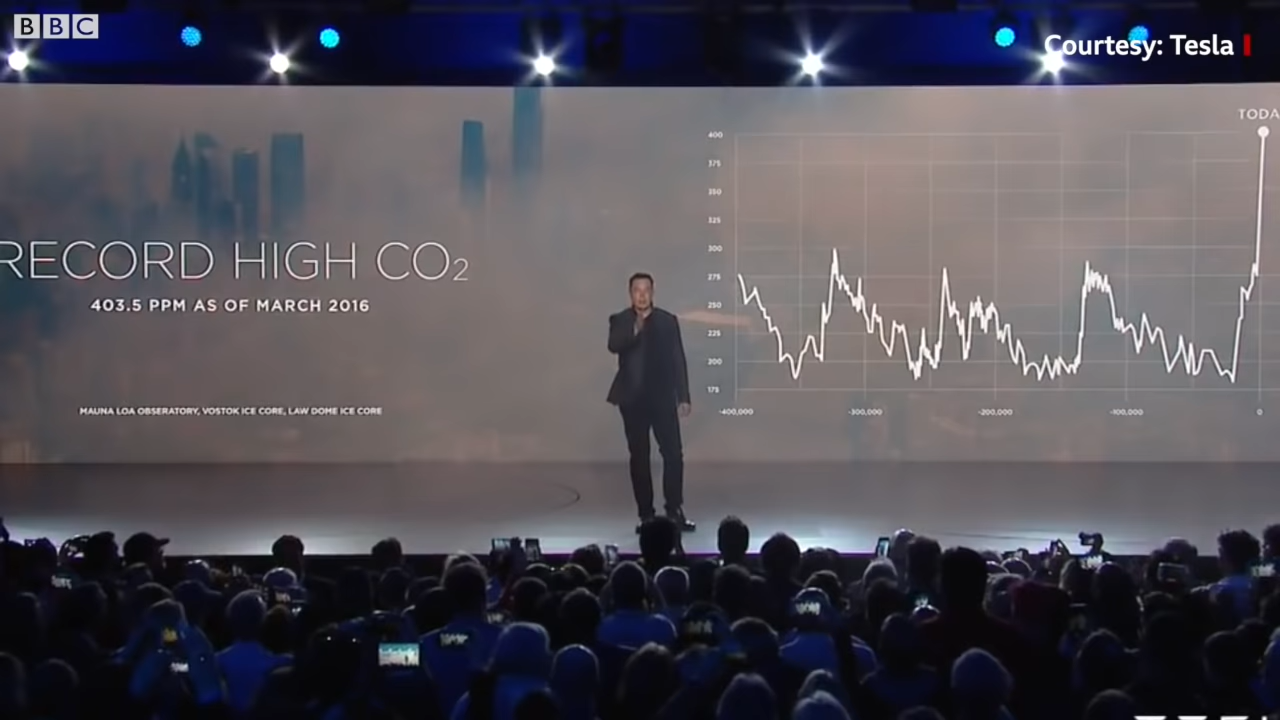 BBC
Courtesy: Tesla
TODA
RECORD HIGH CO₂
403.5 PPM AS OF MARCH 2016
MAUNA LOA OBSERATORY, VOSTOK ICE CORE, LAW DOME ICE CORE
400
375
350
325
300
275
250
225
200
175
-400,000
-300,000
-200,000
-100,000
0